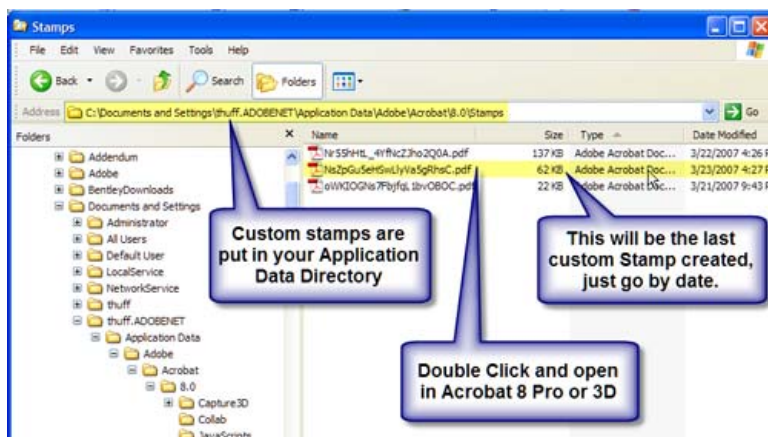 Stamps
File Edit View Favorites Tools Help
Back Search Folders
Address C:\Documents and Settings\thuff.ADOBENET\Application Data\Adobe\Acrobat\8.0\Stamps Go
Folders
Name Size Type Date Modified
137 KB Adobe Acrobat Doc... 3/22/2007 4:26
62 KB Adobe Acrobat 3/23/2007 4:27
22 KB Adobe Acrobat 3/21/2007 9:43
Addendum
Adobe
BentleyDownloads
Documents and Settings
Administrator
All Users
Default User
LocalService
NetworkService
thuff
thuff.ADOBENET
Application Data
Adobe
Acrobat
8.0
Capture3D
Collab
JavaScripts
Custom stamps are
put in your Application
Data Directory
This will be the last
custom Stamp created,
just go by date.
Double Click and open
in Acrobat 8 Pro or 3D